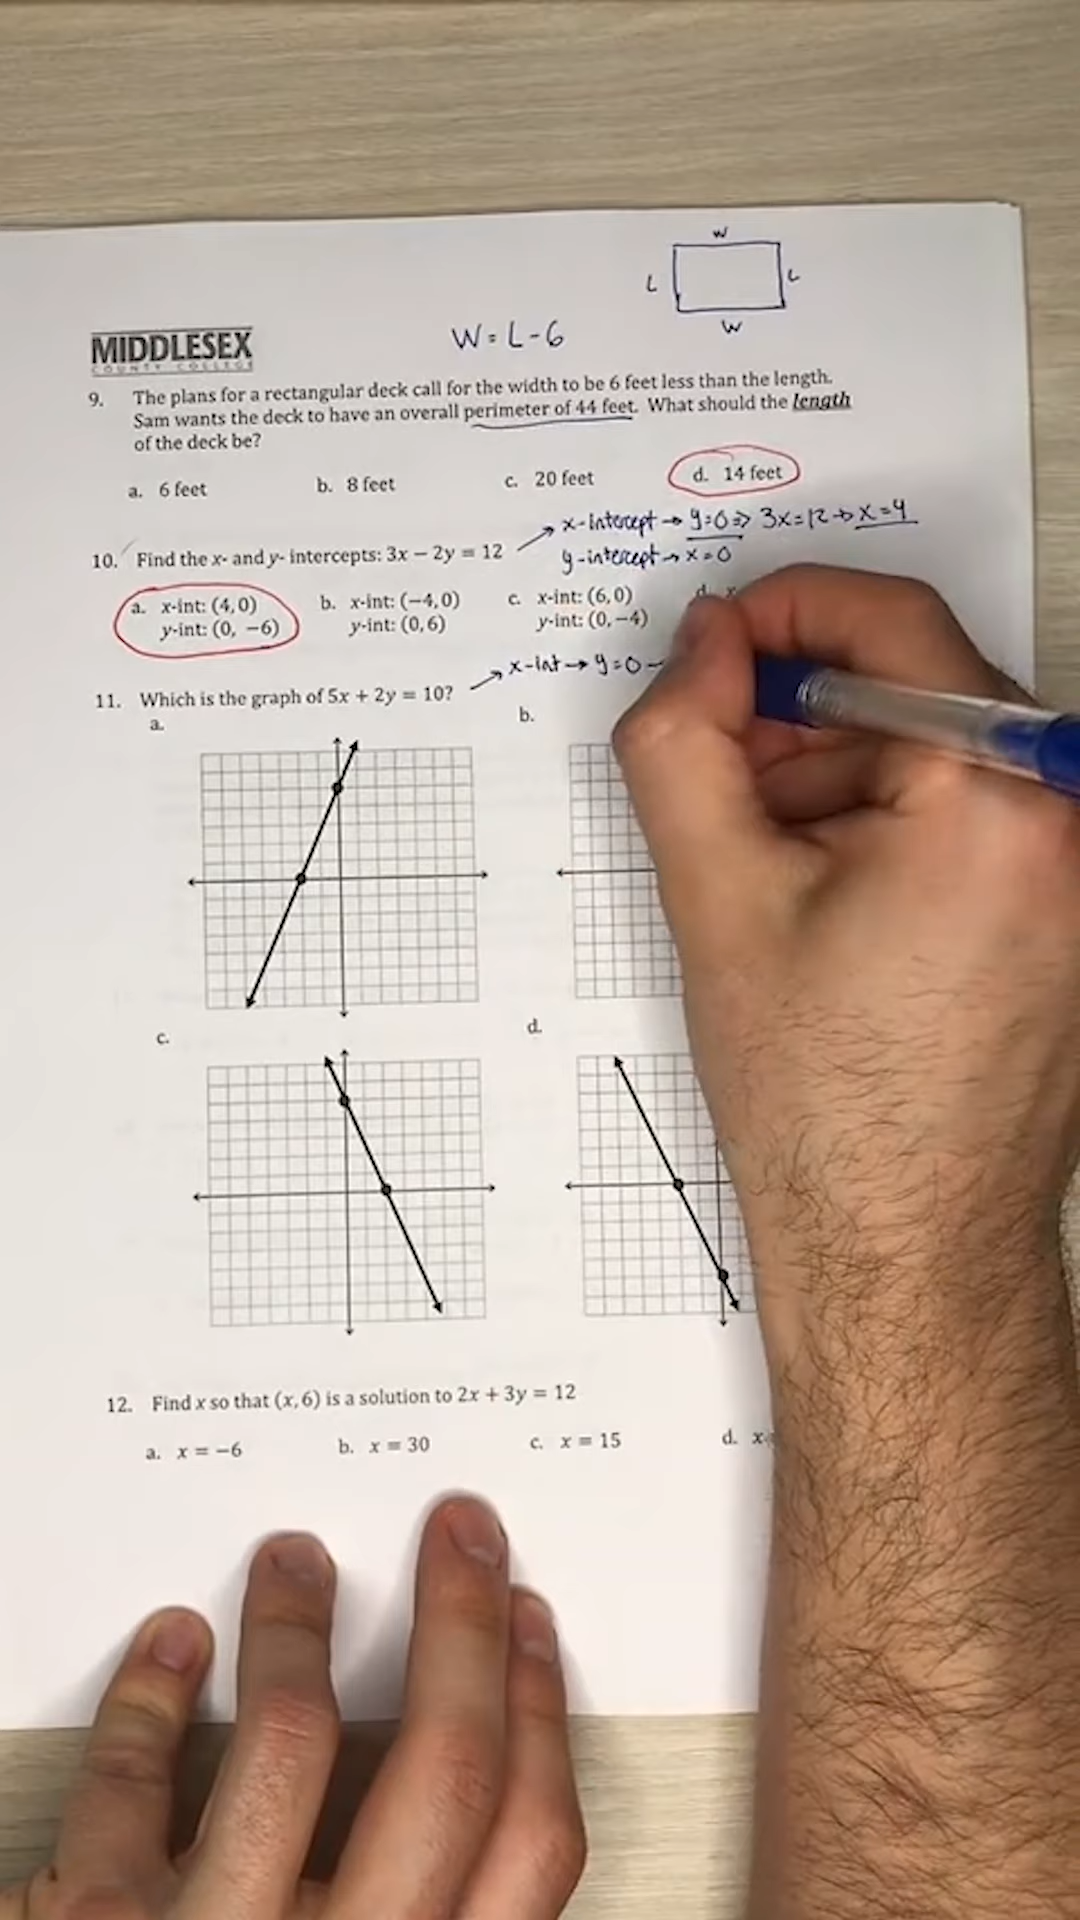 W
L
L
W
W = L - 6
MIDDLESEX
COUNTY COLLEGE
9. The plans for a rectangular deck call for the width to be 6 feet less than the length.
Sam wants the deck to have an overall perimeter of 44 feet. What should the length
of the deck be?
a. 6 feet b. 8 feet c. 20 feet d. 14 feet
x-intercept → y=0 ⇒ 3x=12 → x=4
10. Find the x- and y- intercepts: 3x − 2y = 12
y-intercept → x=0
a. x-int: (4,0) b. x-int: (−4,0) c. x-int: (6,0) d. x
y-int: (0, −6) y-int: (0,6) y-int: (0,−4)
x-int → y=0
11. Which is the graph of 5x + 2y = 10?
a. b.
c. d.
12. Find x so that (x, 6) is a solution to 2x + 3y = 12
a. x = −6 b. x = 30 c. x = 15 d. x